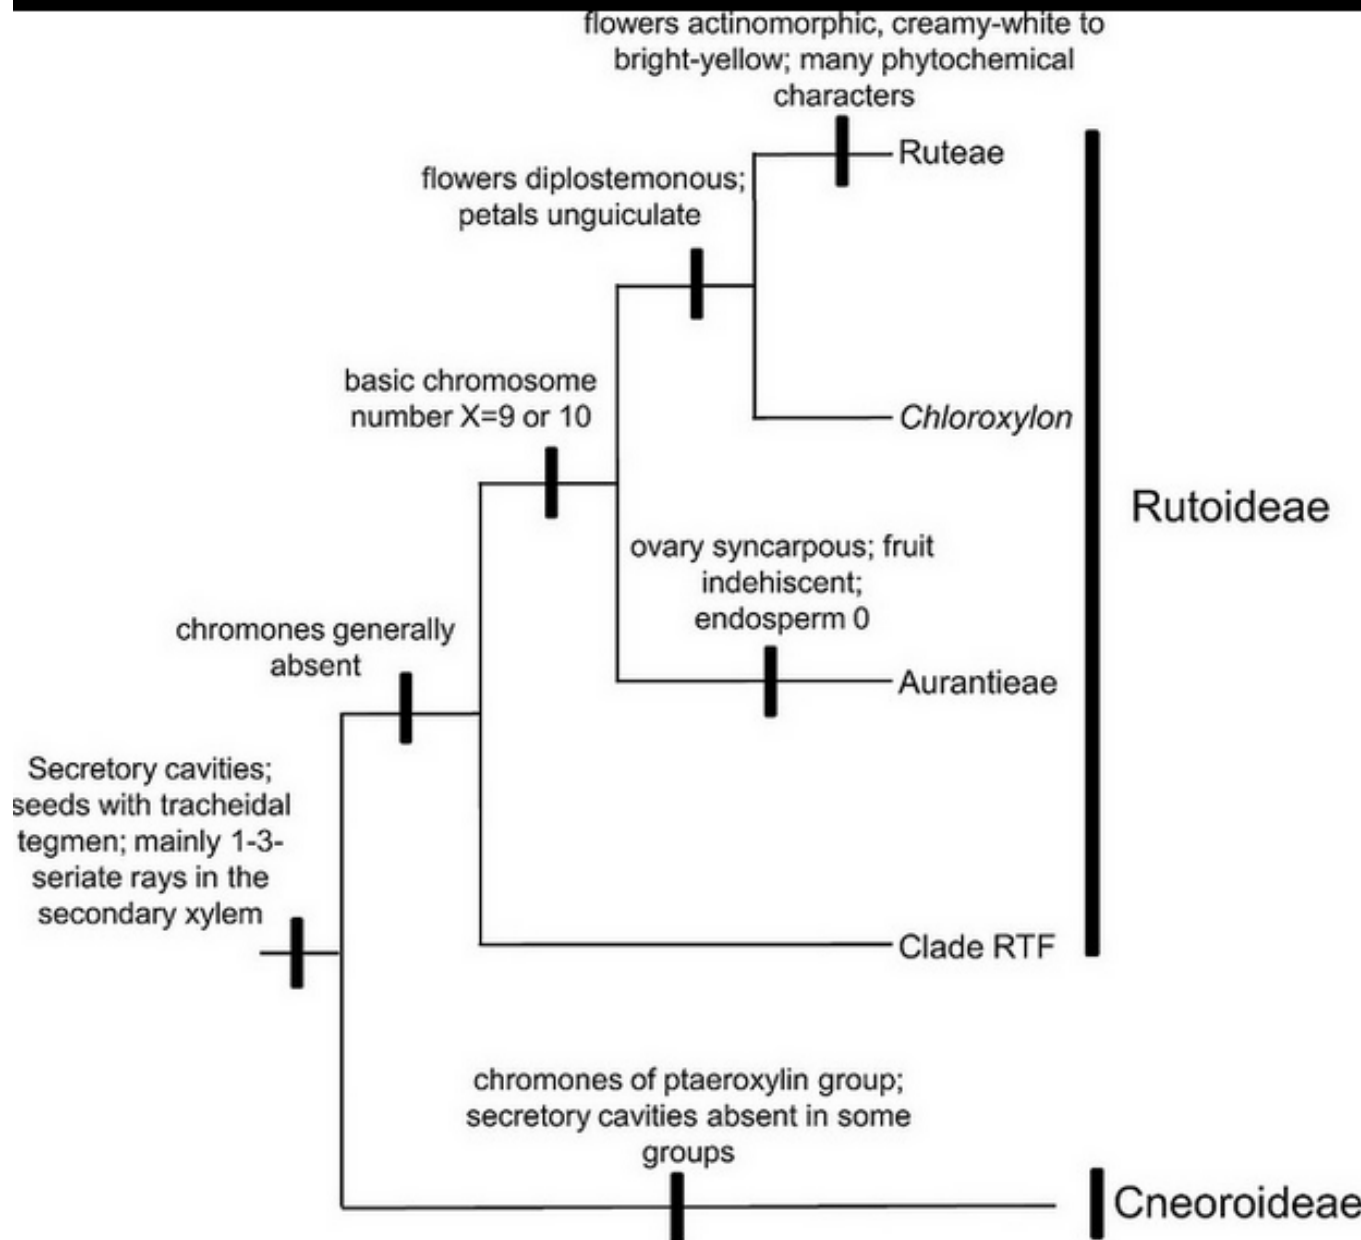 flowers actinomorphic, creamy-white to
bright-yellow; many phytochemical
characters
Ruteae
flowers diplostemonous;
petals unguiculate
basic chromosome
number X=9 or 10
Chloroxylon
Rutoideae
ovary syncarpous; fruit
indehiscent;
endosperm 0
chromones generally
absent
Aurantieae
Secretory cavities;
seeds with tracheidal
tegmen; mainly 1-3-
seriate rays in the
secondary xylem
Clade RTF
chromones of ptaeroxylin group;
secretory cavities absent in some
groups
Cneoroideae